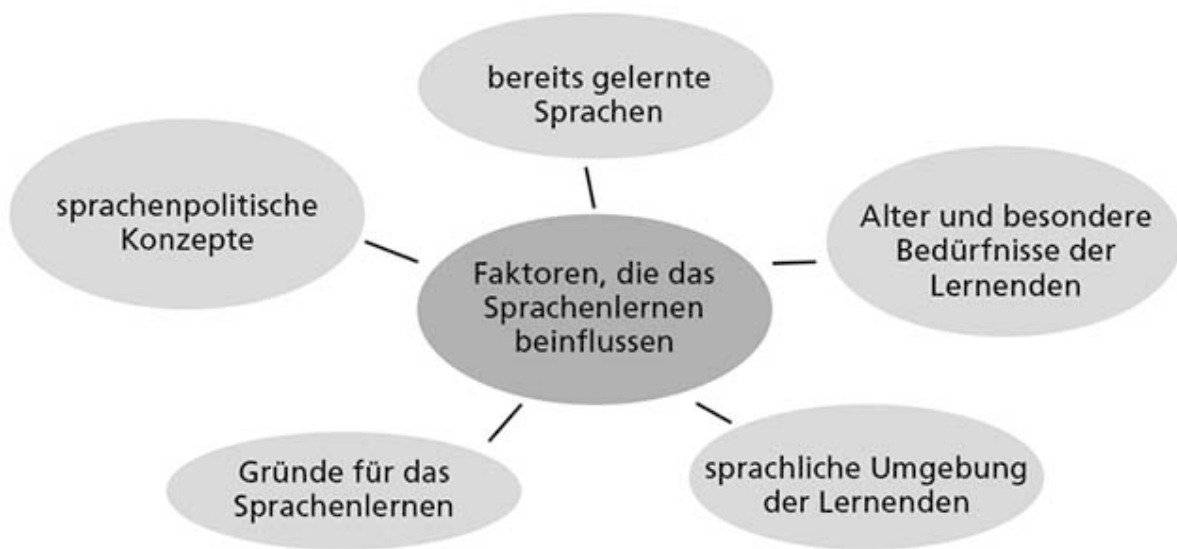 bereits gelernte
Sprachen
sprachenpolitische
Konzepte
Alter und besondere
Bedürfnisse der
Lernenden
Faktoren, die das
Sprachenlernen
beinflussen
Gründe für das
Sprachenlernen
sprachliche Umgebung
der Lernenden